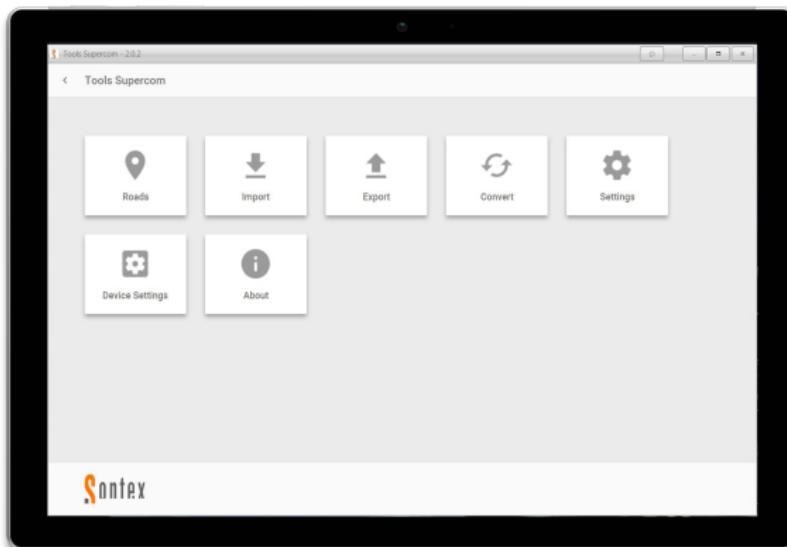 Tools Supercom - 2.0.2
Tools Supercom
Roads
Import
Export
Convert
Settings
Device Settings
About
Sontex